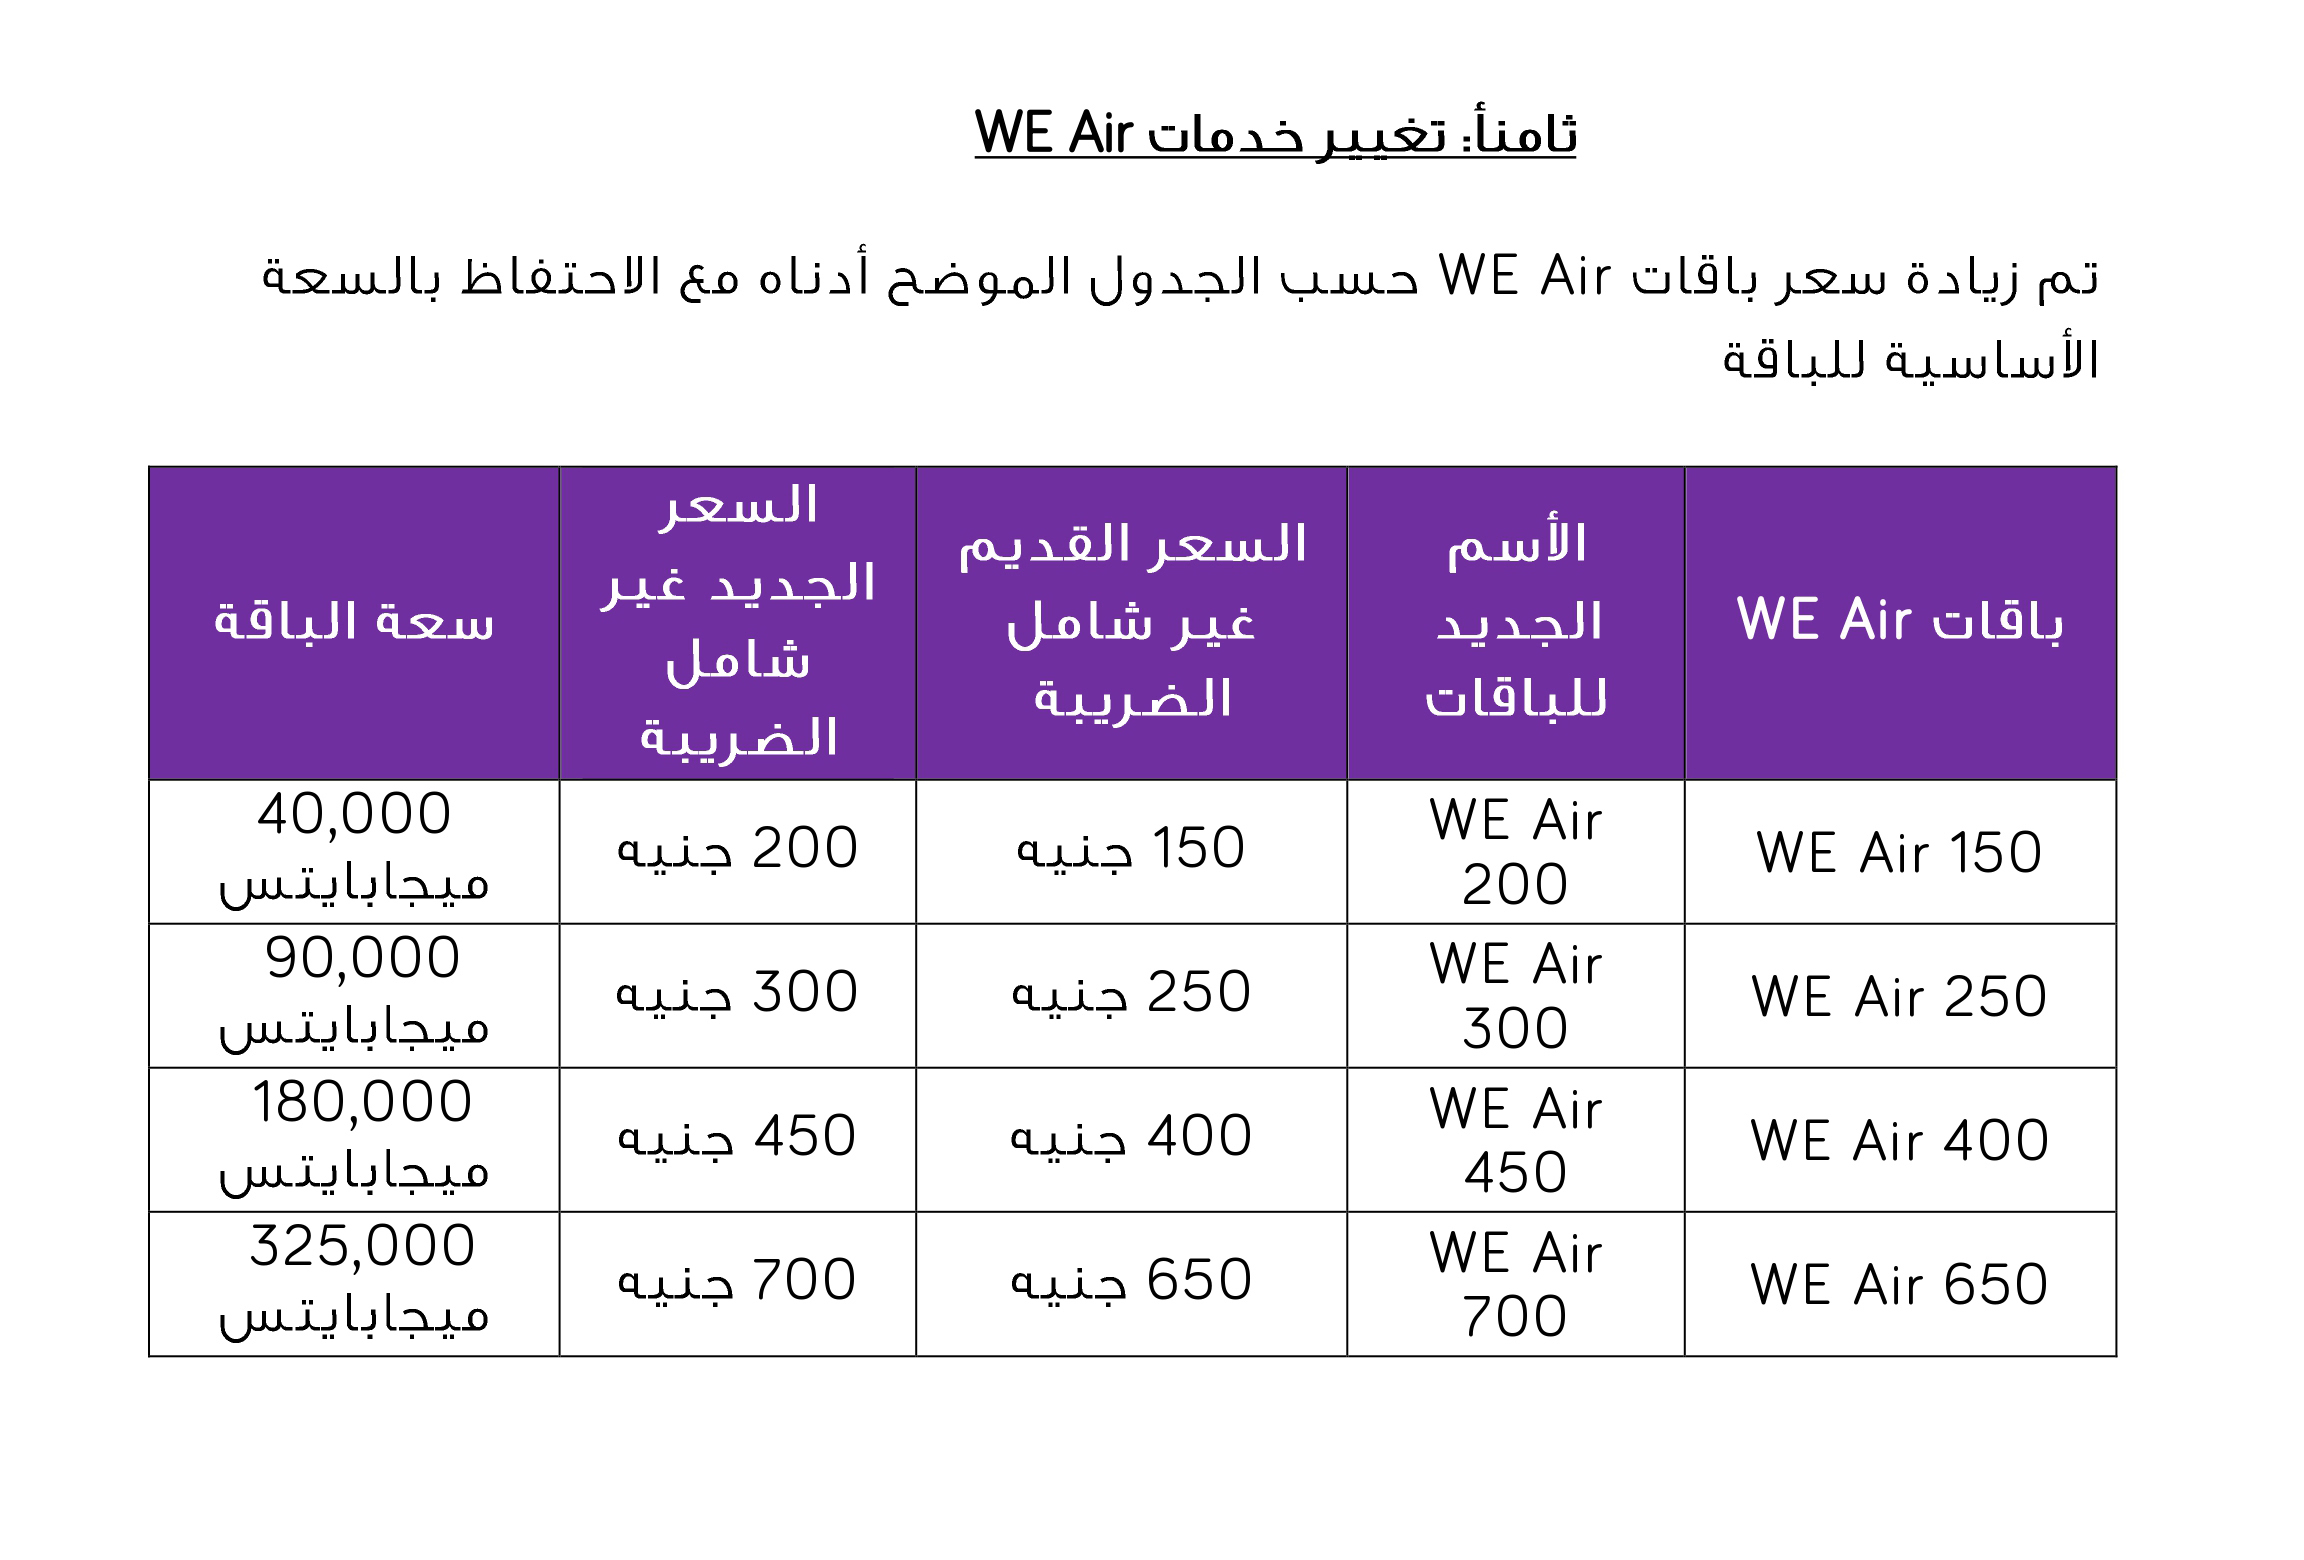 ثامنأ: تغيير خدمات WE Air
تم زيادة سعر باقات WE Air حسب الجدول الموضح أدناه مع الاحتفاظ بالسعة
الأساسية للباقة
باقات WE Air
الأسم
الجديد
للباقات
السعر القديم
غير شامل
الضريبة
السعر
الجديد غير
شامل
الضريبة
سعة الباقة
WE Air 150
WE Air
200
150 جنيه
200 جنيه
40,000
ميجابايتس
WE Air 250
WE Air
300
250 جنيه
300 جنيه
90,000
ميجابايتس
WE Air 400
WE Air
450
400 جنيه
450 جنيه
180,000
ميجابايتس
WE Air 650
WE Air
700
650 جنيه
700 جنيه
325,000
ميجابايتس